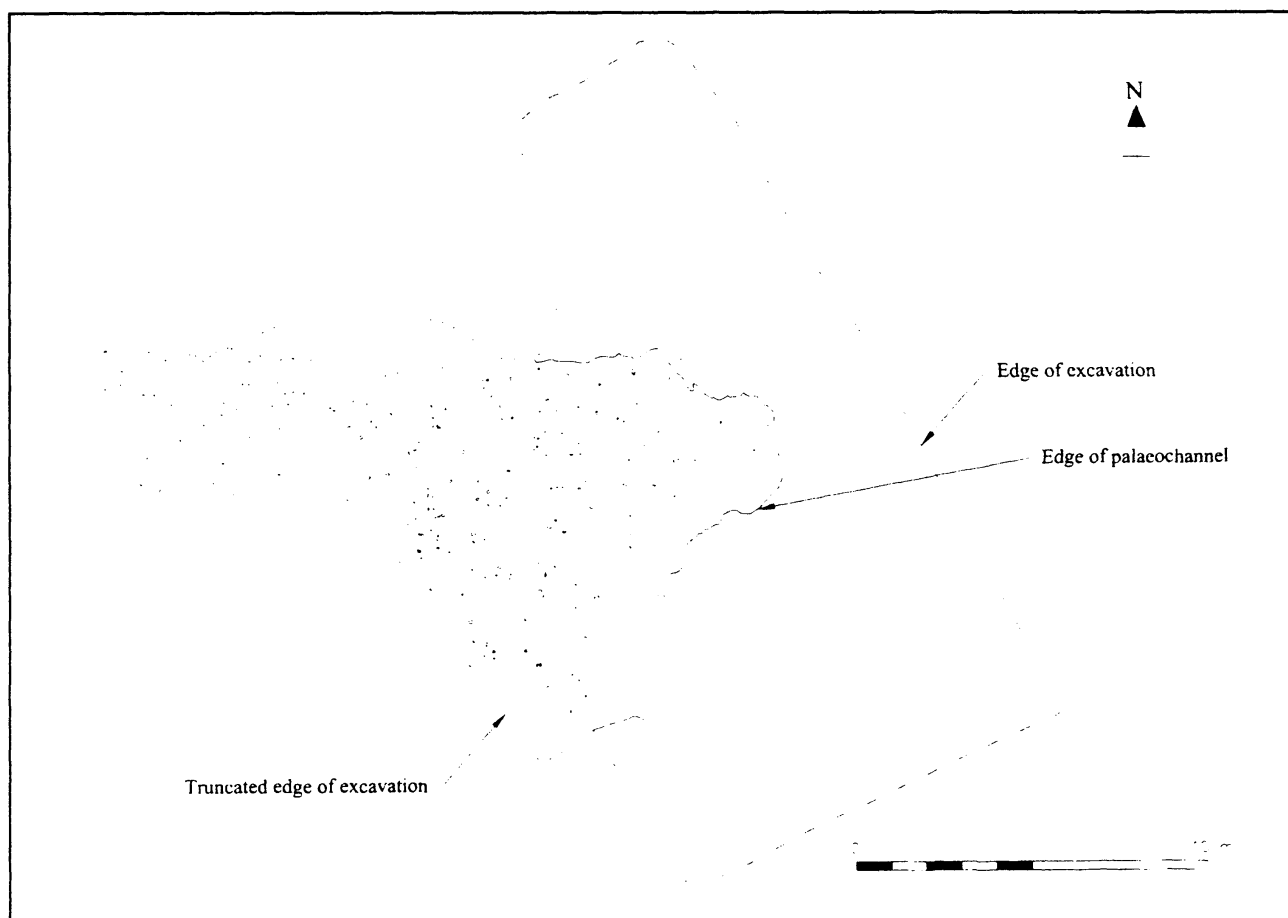 N
Edge of excavation
Edge of palaeochannel
Truncated edge of excavation